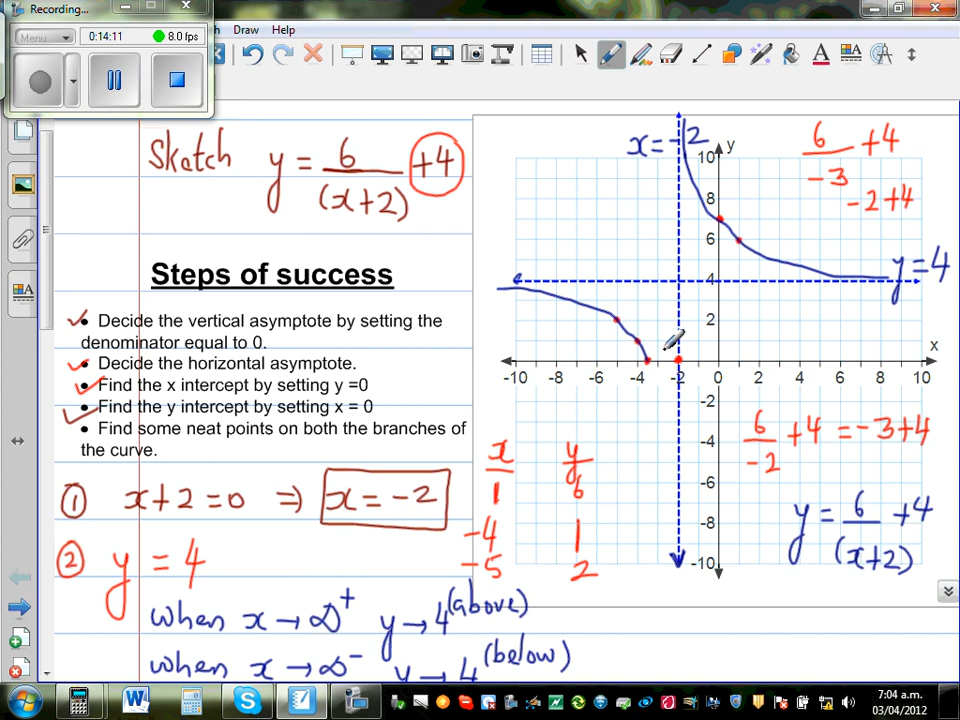 Recording...
Menu
0:14:11
8.0 fps
Draw Help
Sketch y = 6/(x+2) +4
Steps of success
• Decide the vertical asymptote by setting the
denominator equal to 0.
• Decide the horizontal asymptote.
• Find the x intercept by setting y =0
• Find the y intercept by setting x = 0
• Find some neat points on both the branches of
the curve.
① x+2=0 ⇒ x=-2
② y = 4
when x→∞⁺ y→4 (above)
when x→∞⁻ y→4 (below)
x=-2
y
10
8
6
4
2
-10 -8 -6 -4 -2 0 2 4 6 8 10
x
-2
-4
-6
-8
-10
y=4
6/-3 +4
-2+4
x y
1 6
-4 1
-5 2
6/-2 +4 =-3+4
y = 6/(x+2) +4
7:04 a.m.
03/04/2012